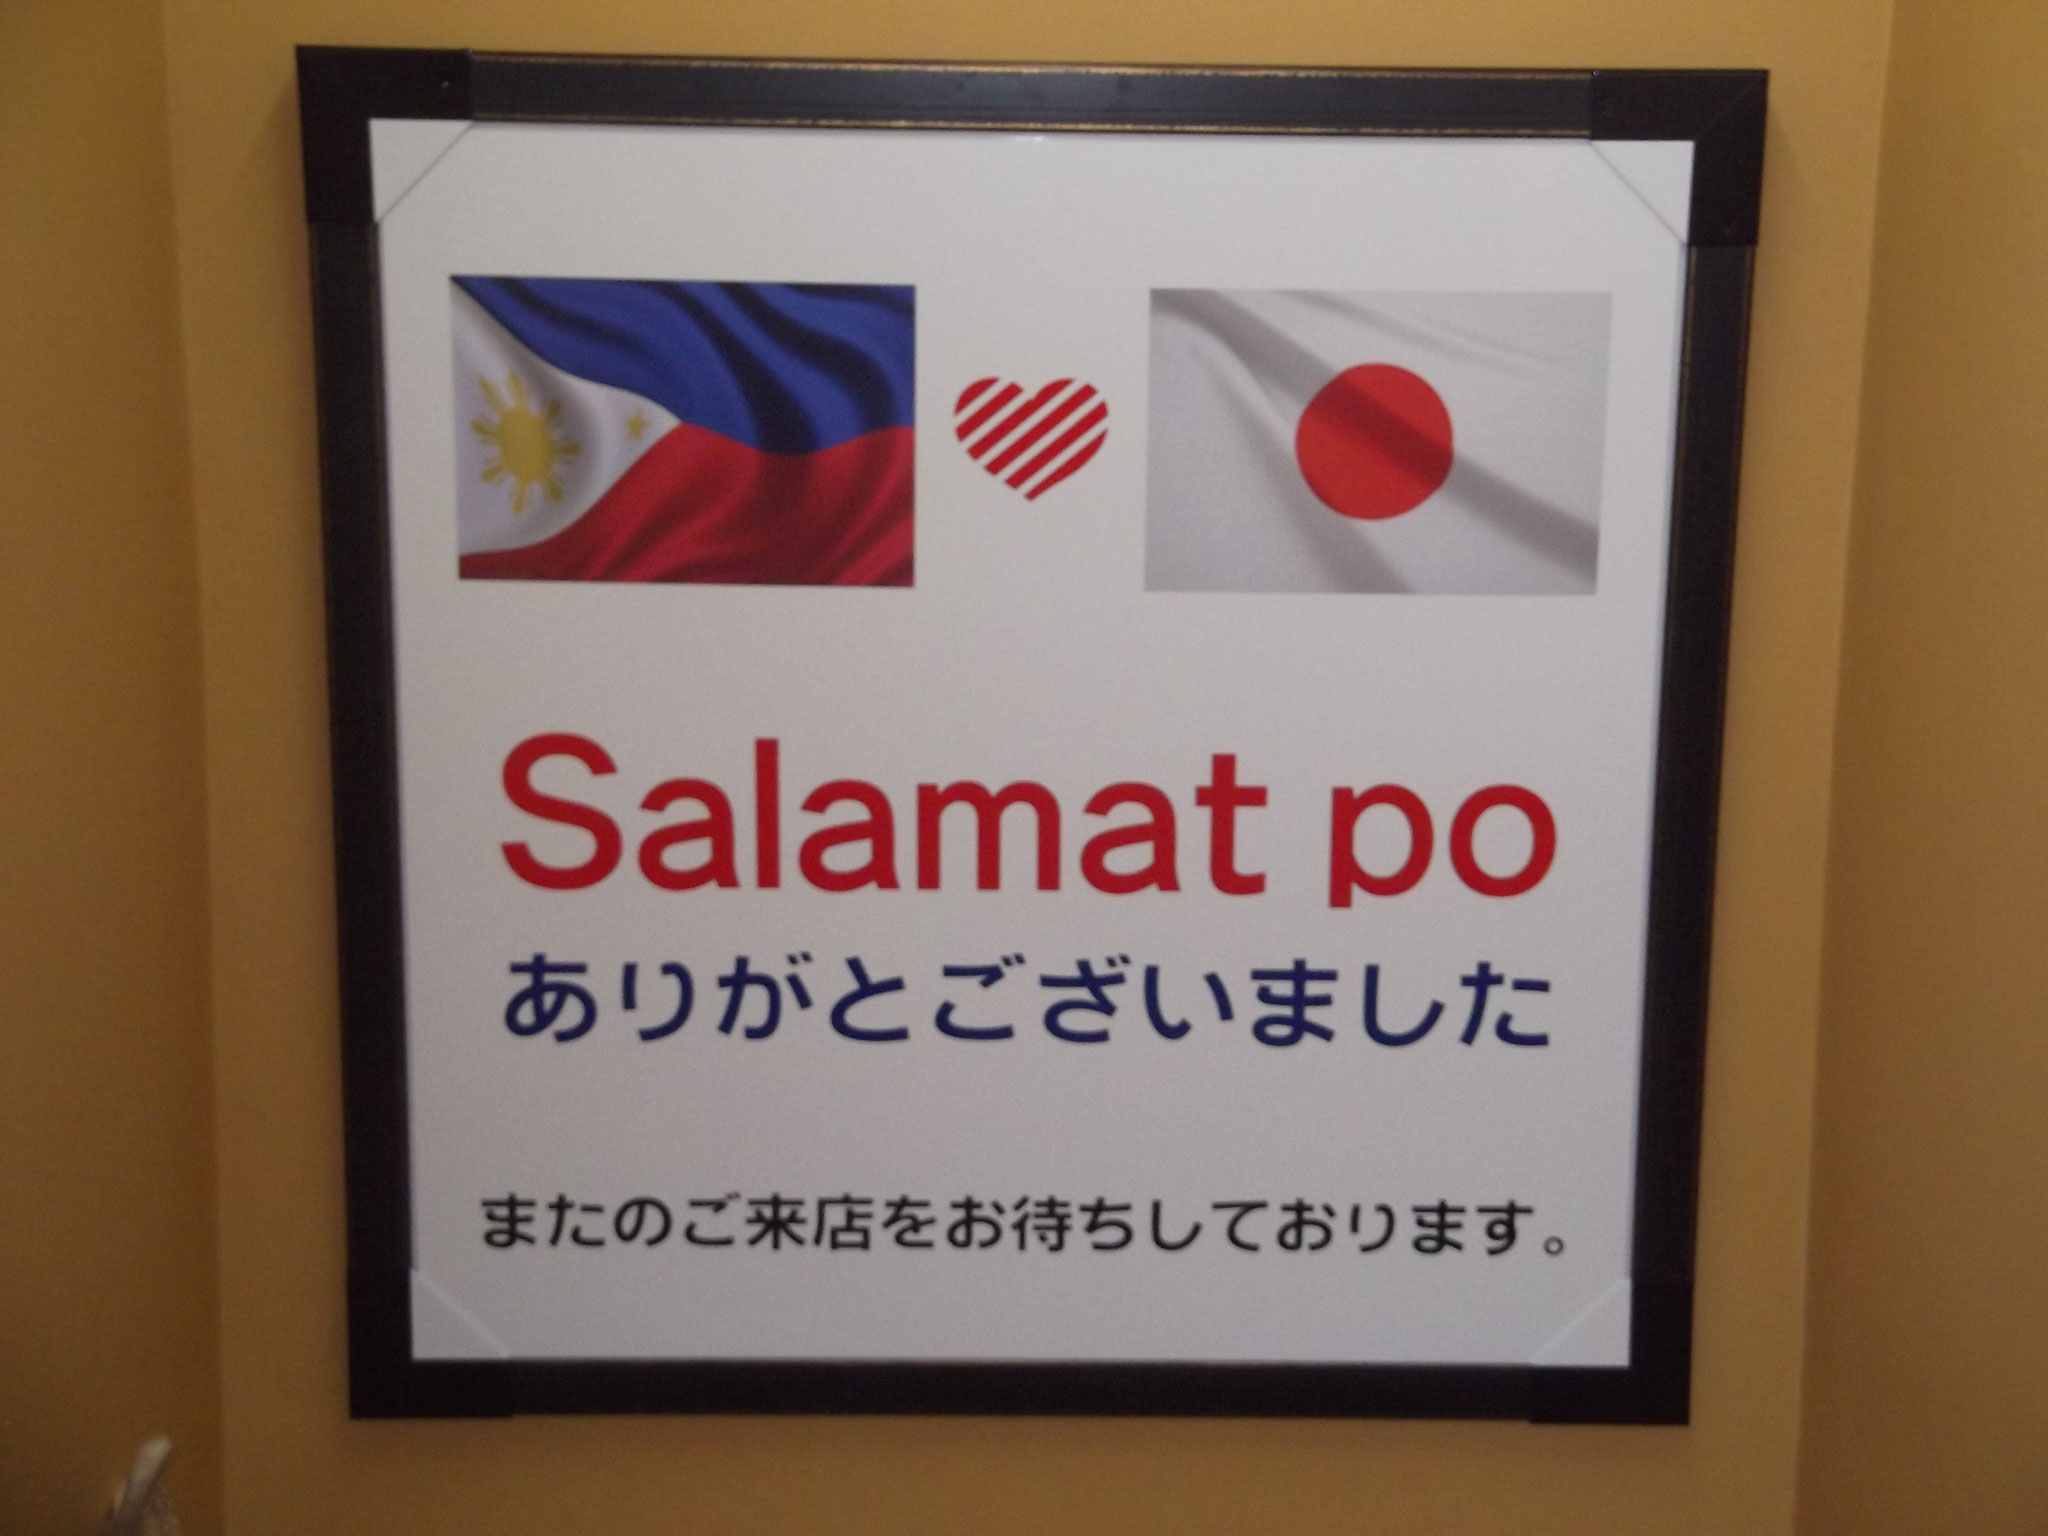 Salamat po
ありがとございました
またのご来店をお待ちしております。